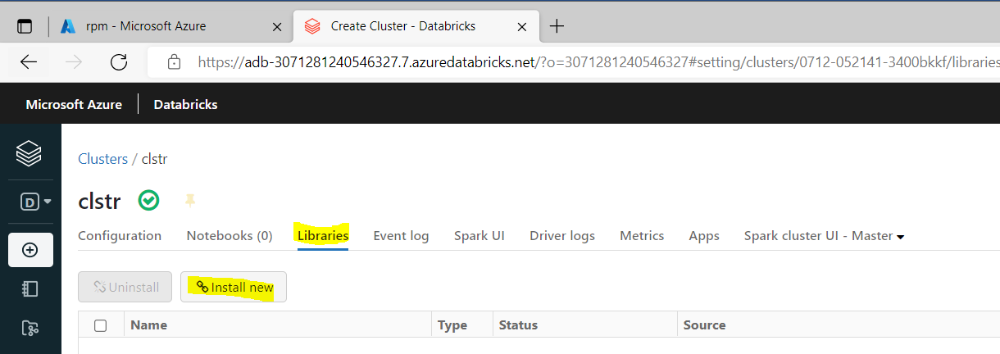 rpm - Microsoft Azure
Create Cluster - Databricks
https://adb-3071281240546327.7.azuredatabricks.net/?o=3071281240546327#setting/clusters/0712-052141-3400bkkf/libraries
Microsoft Azure Databricks
Clusters / clstr
D
clstr
Configuration Notebooks (0) Libraries Event log Spark UI Driver logs Metrics Apps Spark cluster UI - Master
Uninstall Install new
Name Type Status Source